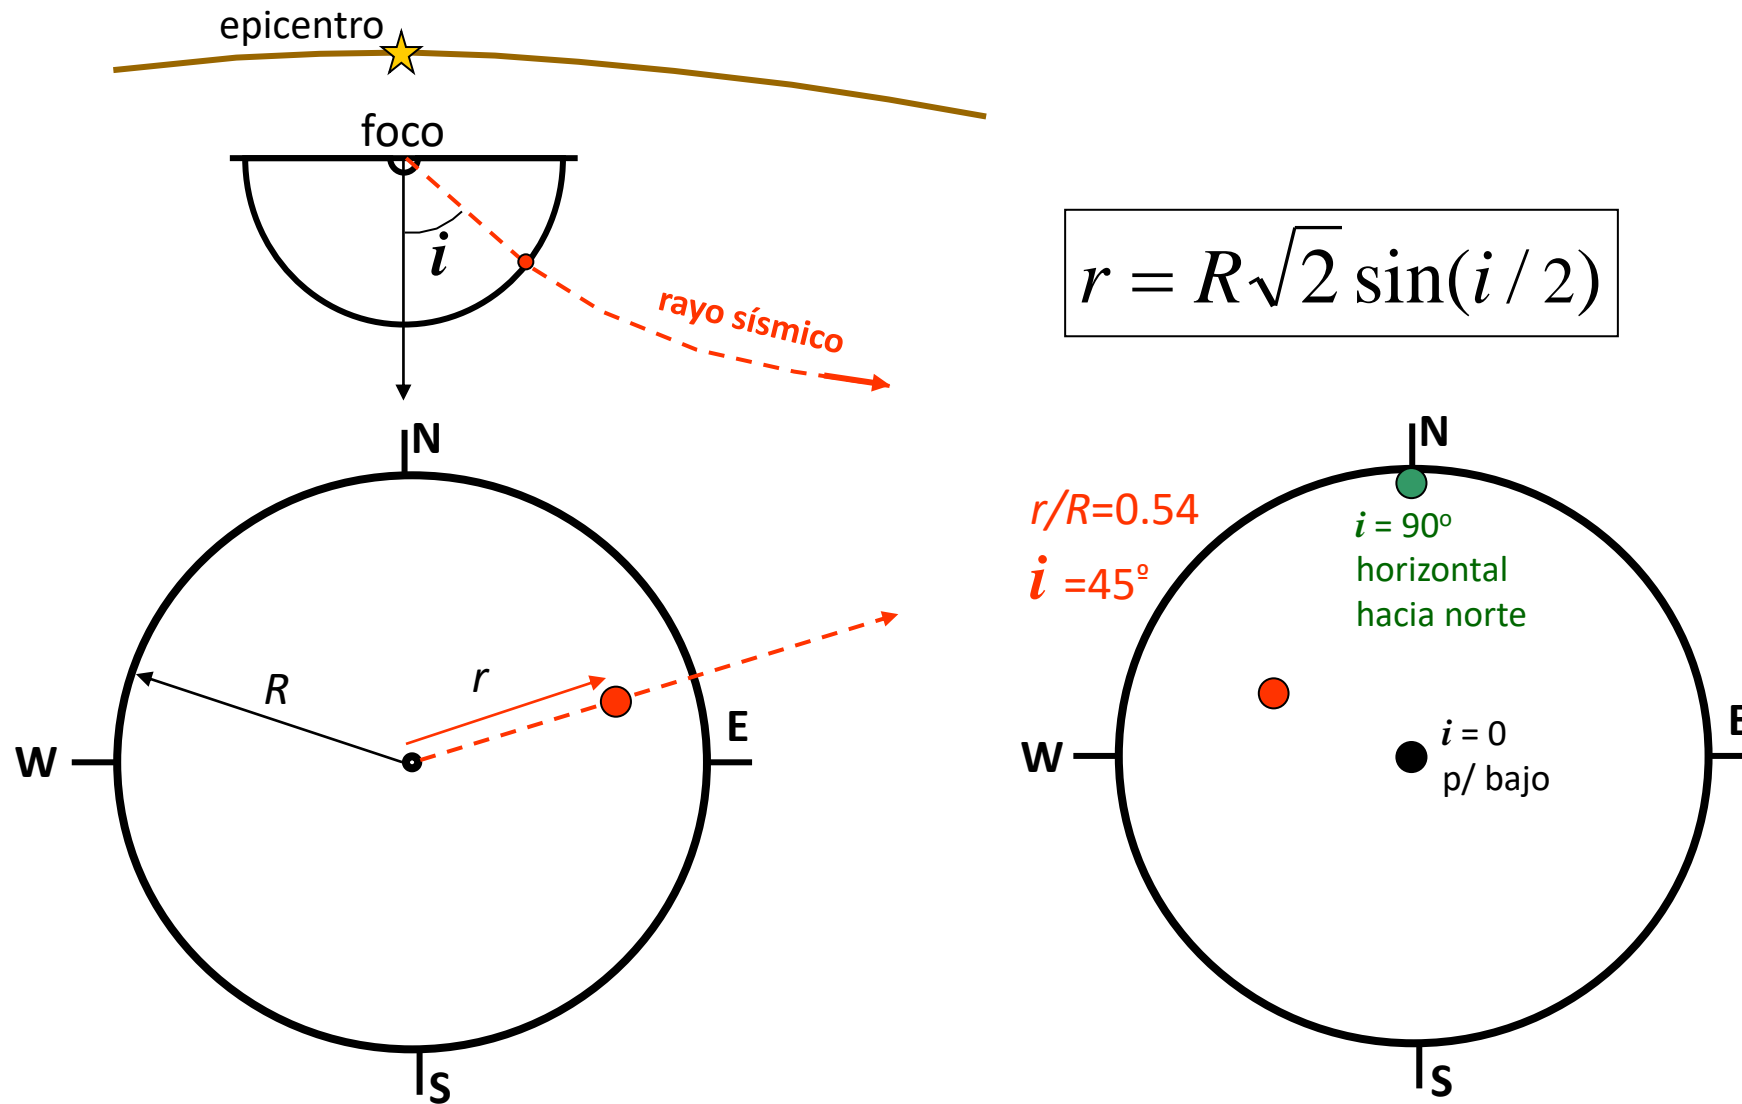 epicentro
foco
i
rayo sísmico
r = R√2 sin(i / 2)
N
R
r
E
W
S
r/R=0.54
i =45º
N
i = 90º
horizontal
hacia norte
i = 0
p/ bajo
W
E
S